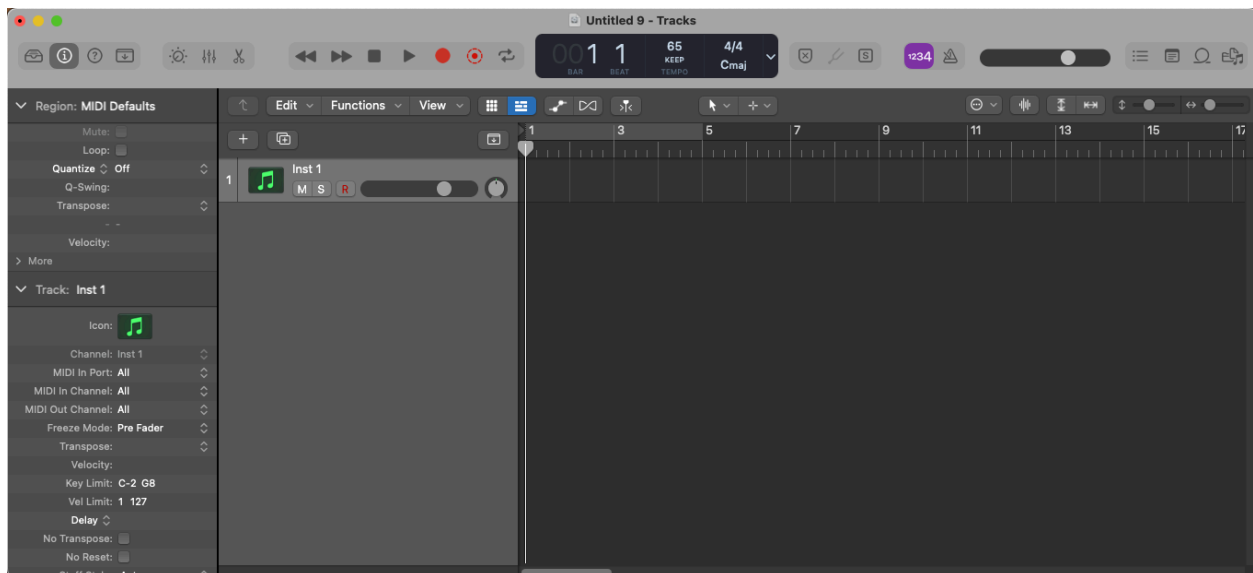 Untitled 9 - Tracks
001 1 65 4/4
KEEP Cmaj
BAR BEAT TEMPO
S
1234
Region: MIDI Defaults
Edit Functions View
Mute:
Loop:
Quantize Off
Q-Swing:
Transpose:
- -
Velocity:
More
1 3 5 7 9 11 13 15 17
1 Inst 1
M S R
Track: Inst 1
Icon:
Channel: Inst 1
MIDI In Port: All
MIDI In Channel: All
MIDI Out Channel: All
Freeze Mode: Pre Fader
Transpose:
Velocity:
Key Limit: C-2 G8
Vel Limit: 1 127
Delay
No Transpose:
No Reset: